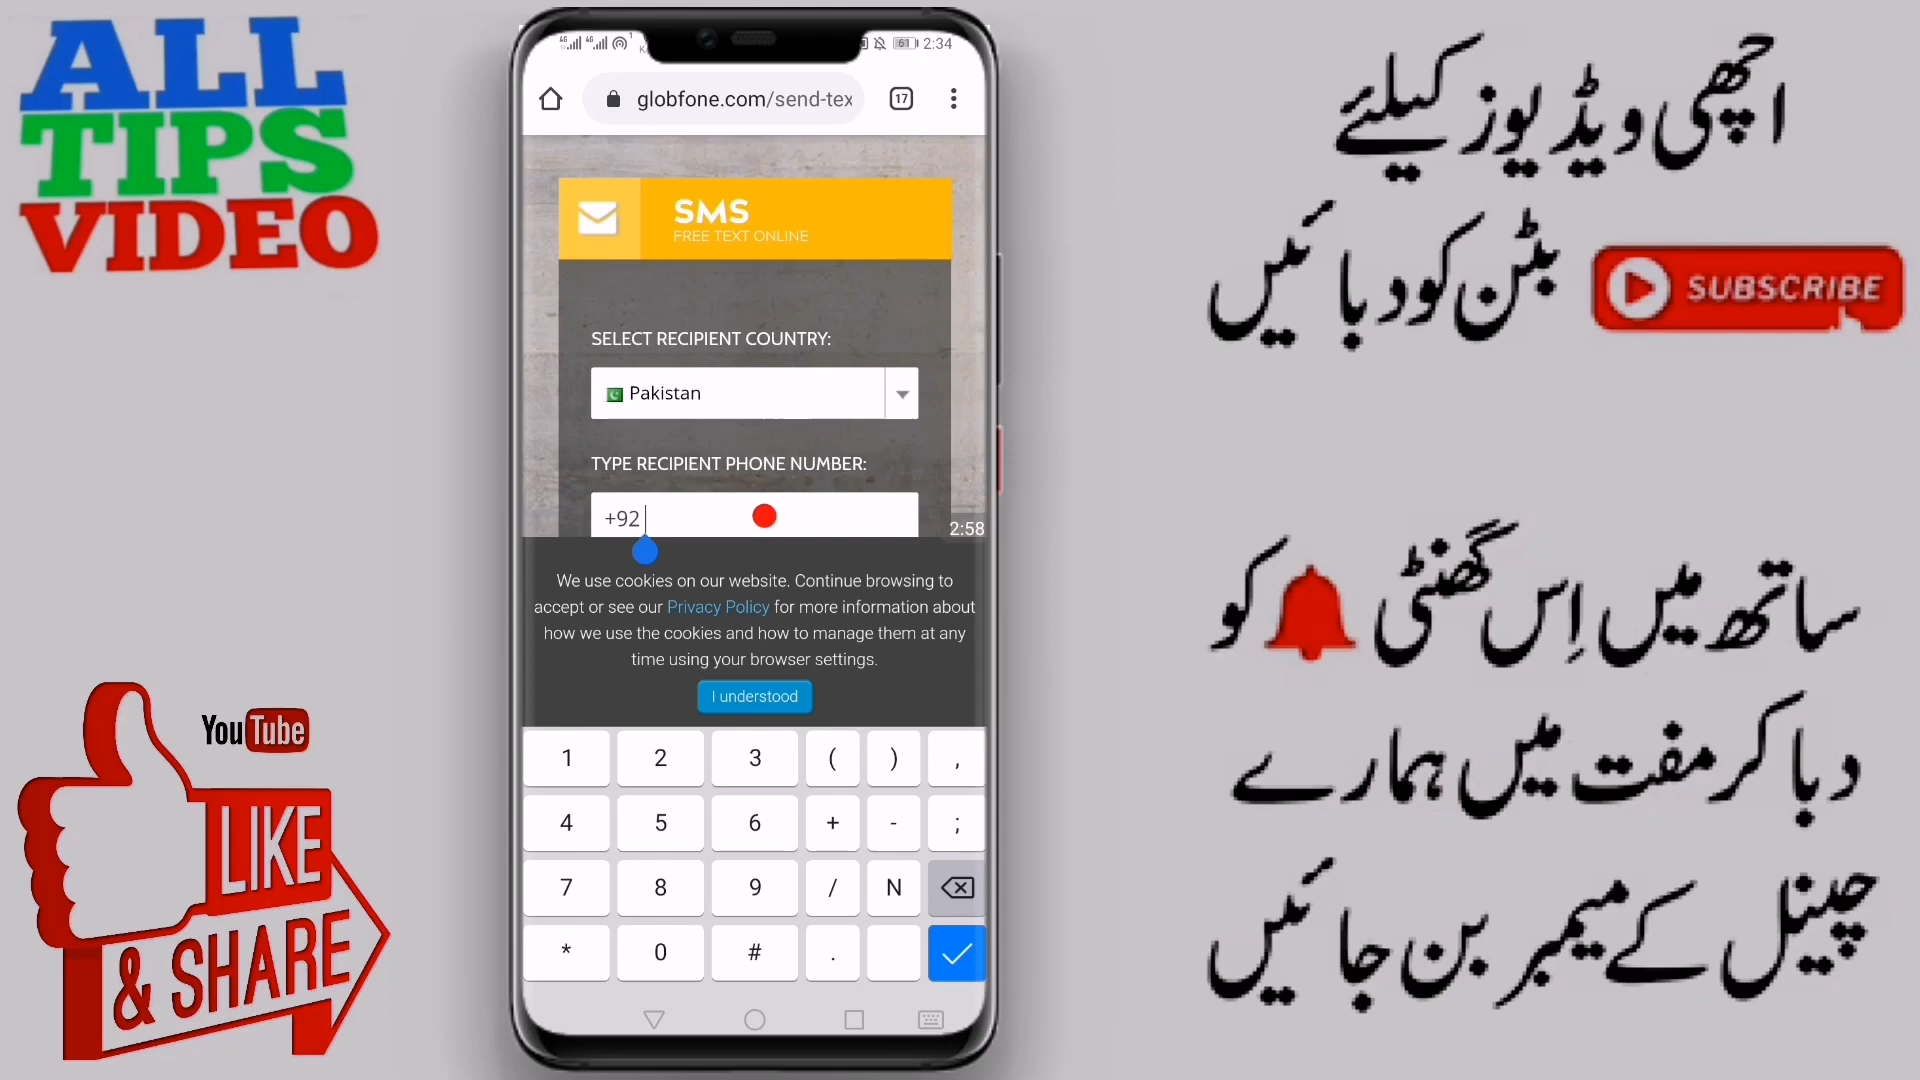 ALL
TIPS
VIDEO
4G 4G 1 61 2:34
globfone.com/send-tex 17
SMS
FREE TEXT ONLINE
SELECT RECIPIENT COUNTRY:
Pakistan
TYPE RECIPIENT PHONE NUMBER:
+92
2:58
We use cookies on our website. Continue browsing to
accept or see our Privacy Policy for more information about
how we use the cookies and how to manage them at any
time using your browser settings.
I understood
1 2 3 ( ) ,
4 5 6 + - ;
7 8 9 / N
* 0 # .
YouTube
LIKE
& SHARE
اچھی ویڈیوز کیلئے
بٹن کو دبائیں
SUBSCRIBE
ساتھ میں اِس گھنٹی کو
دبا کر مفت میں ہمارے
چینل کے میمبر بن جائیں